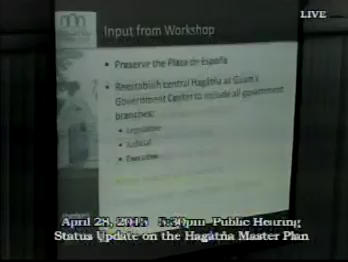 LIVE
Input from Workshop
• Preserve the Plaza de España
• Reestablish central Hagåtña as Guam's
Government Center to include all government
branches:
• Legislative
• Judicial
• Executive
April 28, 2015 5:30pm Public Hearing
Status Update on the Hagåtña Master Plan